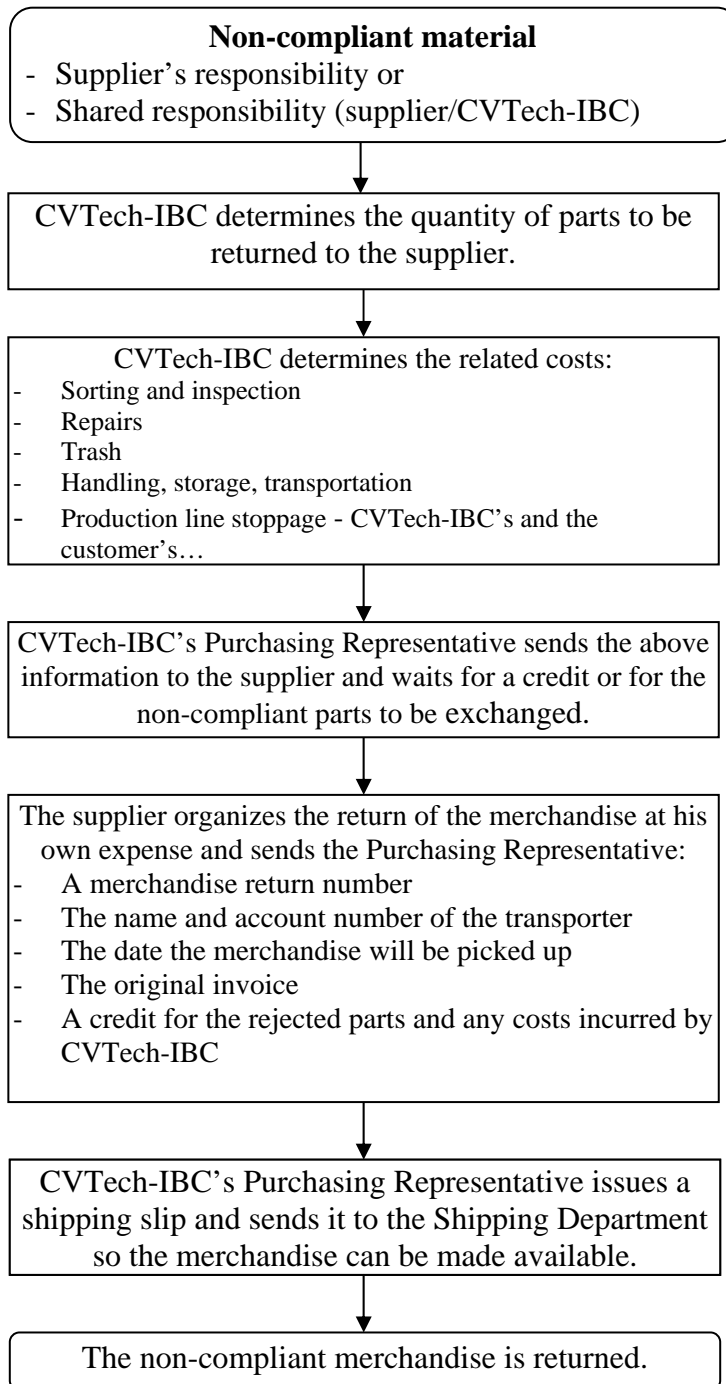 Non-compliant material
- Supplier's responsibility or
- Shared responsibility (supplier/CVTech-IBC)
CVTech-IBC determines the quantity of parts to be
returned to the supplier.
CVTech-IBC determines the related costs:
- Sorting and inspection
- Repairs
- Trash
- Handling, storage, transportation
- Production line stoppage - CVTech-IBC's and the
customer's…
CVTech-IBC's Purchasing Representative sends the above
information to the supplier and waits for a credit or for the
non-compliant parts to be exchanged.
The supplier organizes the return of the merchandise at his
own expense and sends the Purchasing Representative:
- A merchandise return number
- The name and account number of the transporter
- The date the merchandise will be picked up
- The original invoice
- A credit for the rejected parts and any costs incurred by
CVTech-IBC
CVTech-IBC's Purchasing Representative issues a
shipping slip and sends it to the Shipping Department
so the merchandise can be made available.
The non-compliant merchandise is returned.